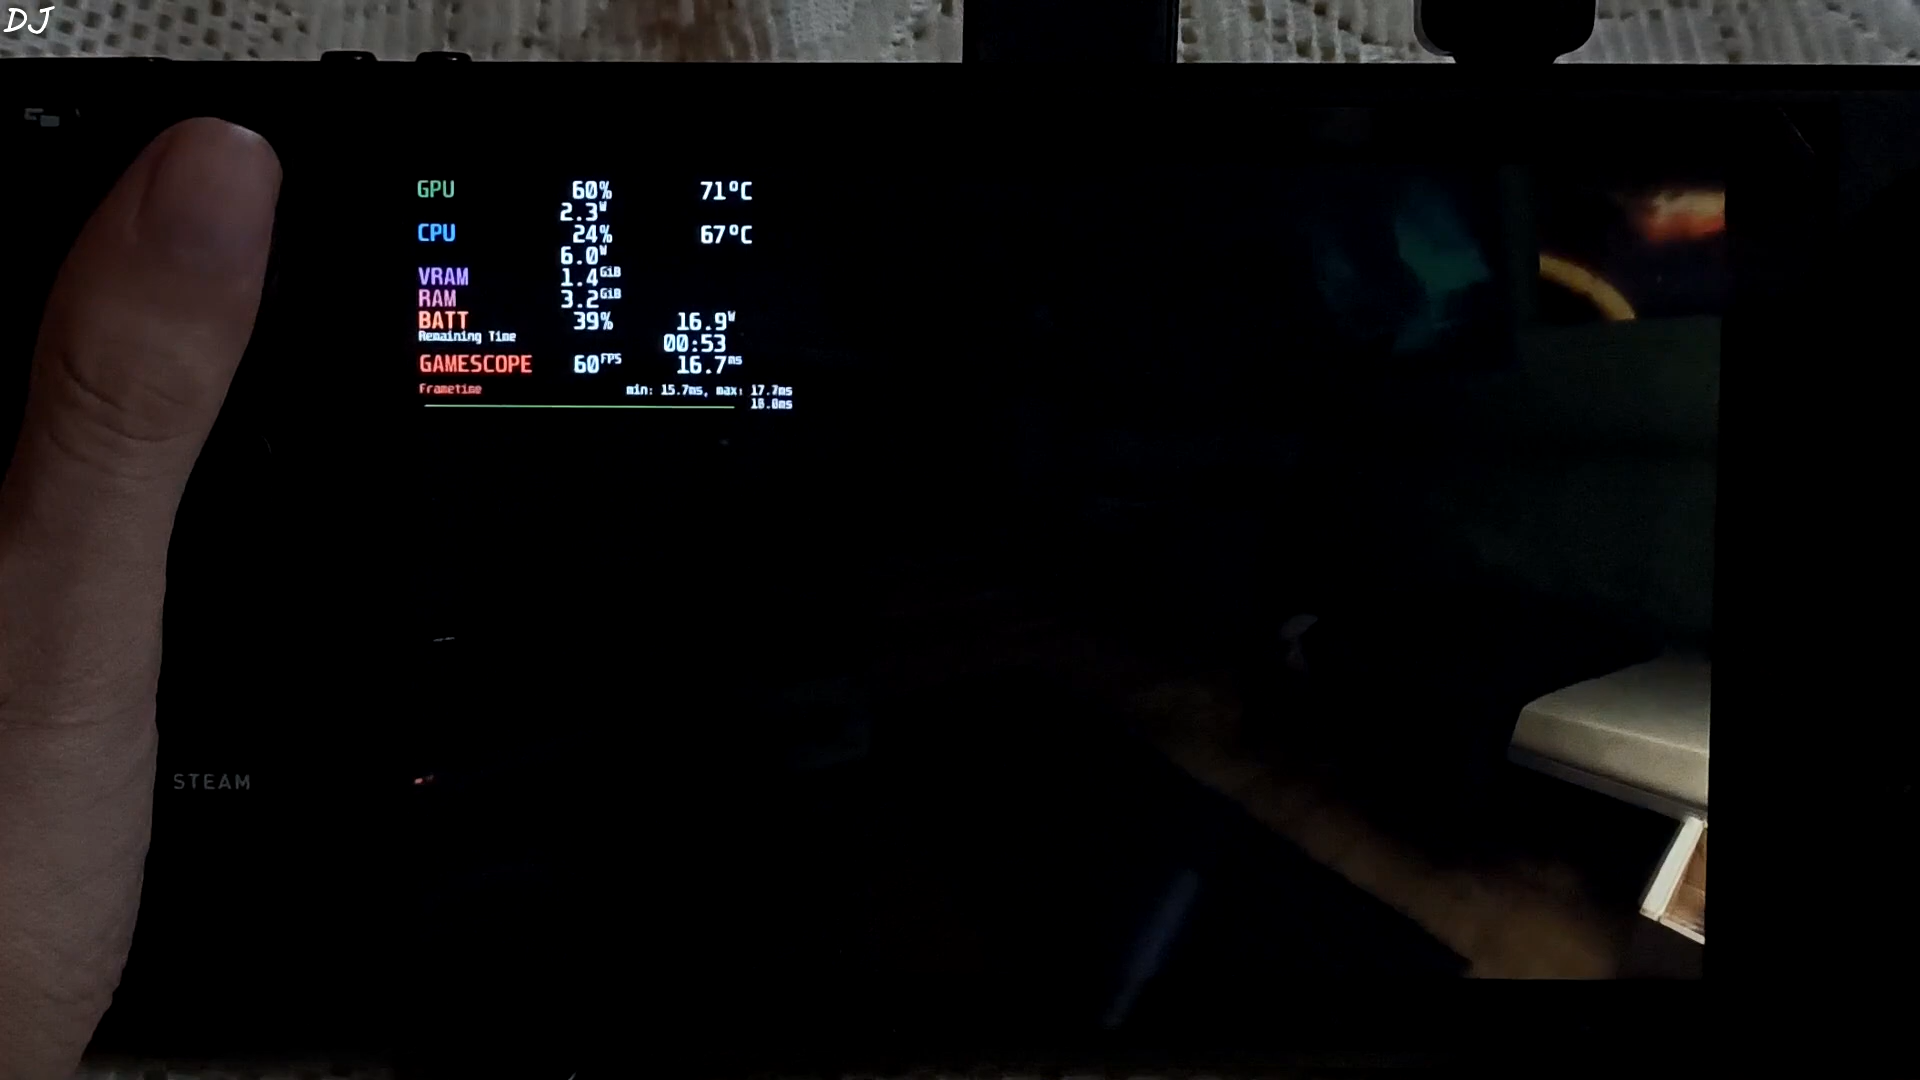 DJ
GPU 60% 71°C
2.3W
CPU 24% 67°C
6.0W
VRAM 1.4GiB
RAM 3.2GiB
BATT 39% 16.9W
Remaining Time 00:53
GAMESCOPE 60FPS 16.7ms
Frametime min: 15.7ms, max: 17.7ms
18.0ms
STEAM